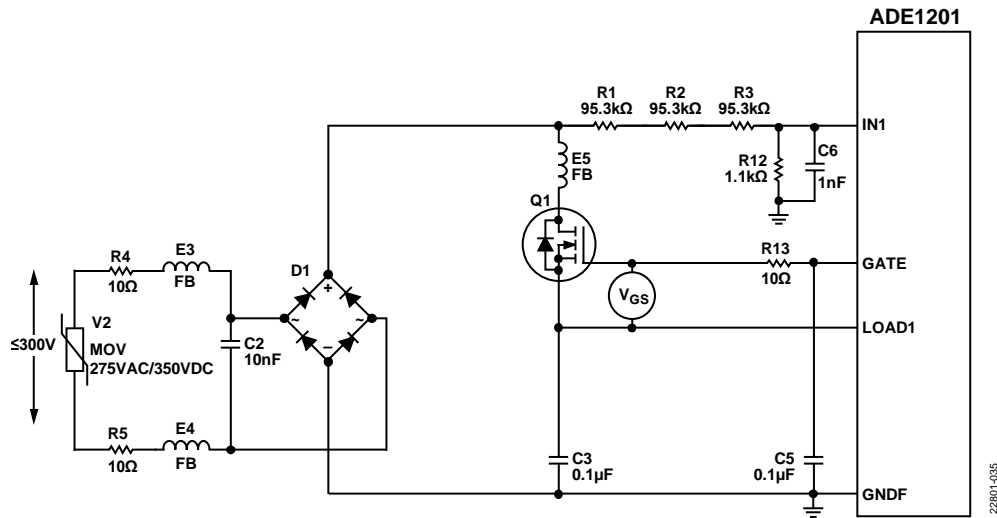 ADE1201
R1
95.3kΩ
R2
95.3kΩ
R3
95.3kΩ
IN1
E5
FB
R12
1.1kΩ
C6
1nF
Q1
R13
10Ω
GATE
VGS
LOAD1
R4
10Ω
E3
FB
D1
+
~
~
–
≤300V
V2
MOV
275VAC/350VDC
C2
10nF
R5
10Ω
E4
FB
C3
0.1µF
C5
0.1µF
GNDF
22801-035